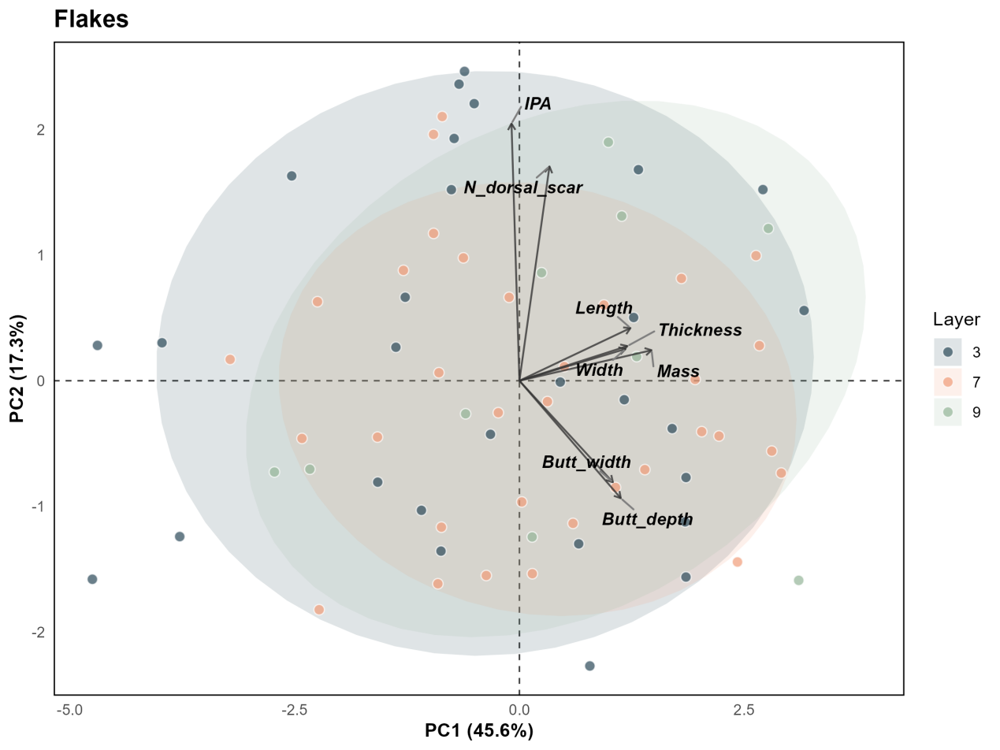 Flakes
IPA
N_dorsal_scar
Length
Thickness
Width
Mass
Butt_width
Butt_depth
2
1
0
-1
-2
PC2 (17.3%)
-5.0
-2.5
0.0
2.5
PC1 (45.6%)
Layer
3
7
9